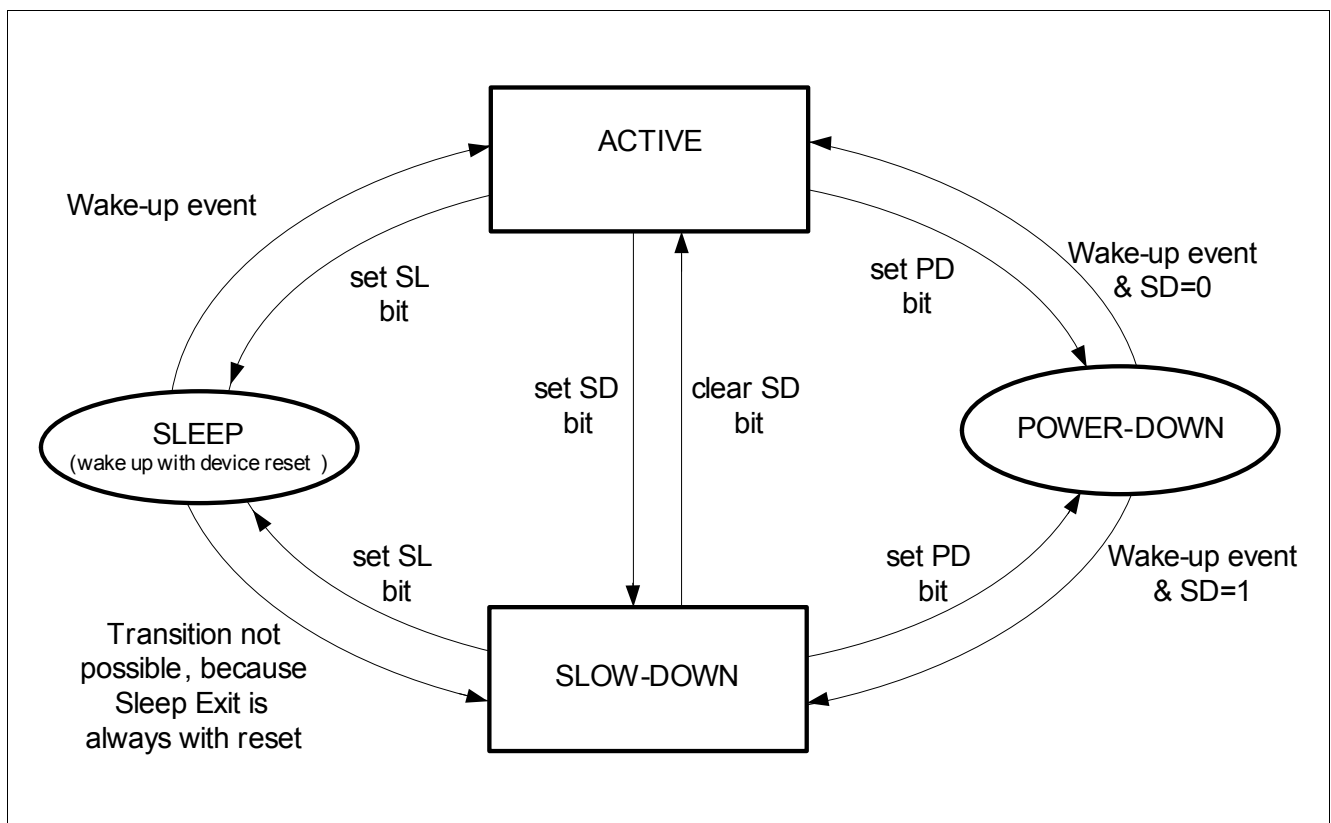 ACTIVE
Wake-up event
set SL
bit
set PD
bit
Wake-up event
& SD=0
set SD
bit
clear SD
bit
SLEEP
(wake up with device reset )
POWER-DOWN
set SL
bit
set PD
bit
Wake-up event
& SD=1
Transition not
possible, because
Sleep Exit is
always with reset
SLOW-DOWN